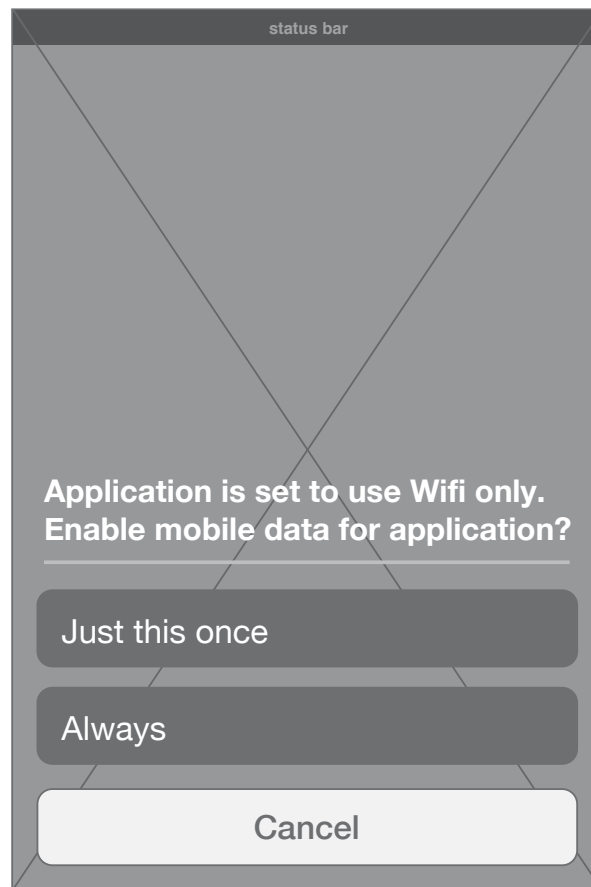 status bar
Application is set to use Wifi only.
Enable mobile data for application?
Just this once
Always
Cancel